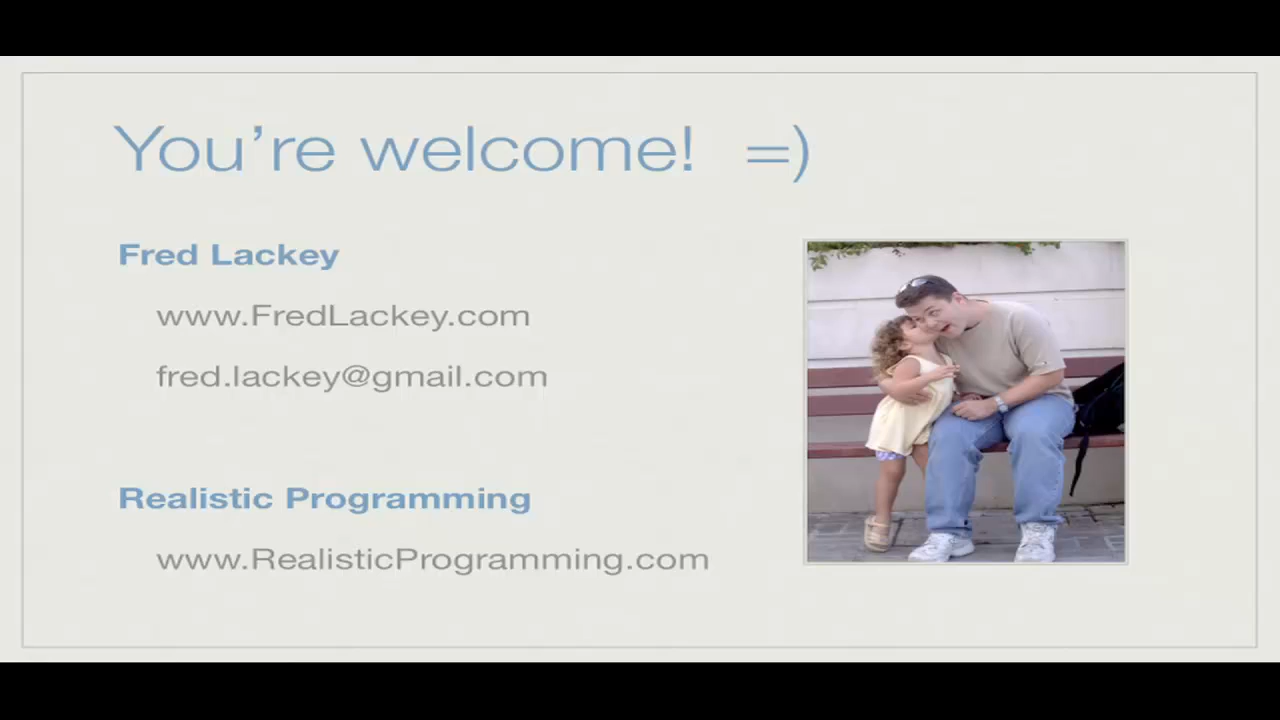 You’re welcome!  =)
Fred Lackey
www.FredLackey.com
fred.lackey@gmail.com
Realistic Programming
www.RealisticProgramming.com